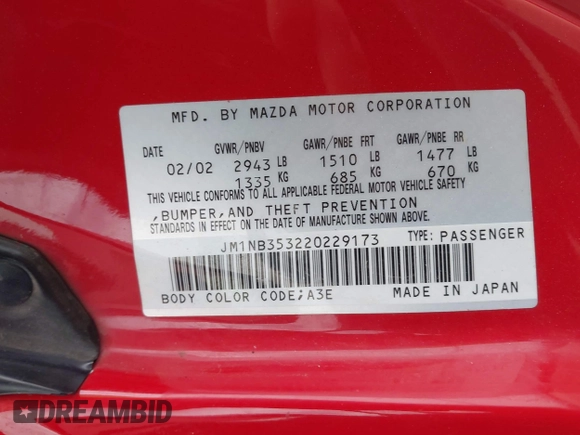 MFD. BY MAZDA MOTOR CORPORATION
DATE GVWR/PNBV GAWR/PNBE FRT GAWR/PNBE RR
02/02 2943 LB 1510 LB 1477 LB
1335 KG 685 KG 670 KG
THIS VEHICLE CONFORMS TO ALL APPLICABLE FEDERAL MOTOR VEHICLE SAFETY
,BUMPER,AND THEFT PREVENTION
STANDARDS IN EFFECT ON THE DATE OF MANUFACTURE SHOWN ABOVE.
JM1NB353220229173 TYPE: PASSENGER
BODY COLOR CODE;A3E MADE IN JAPAN
DREAMBID